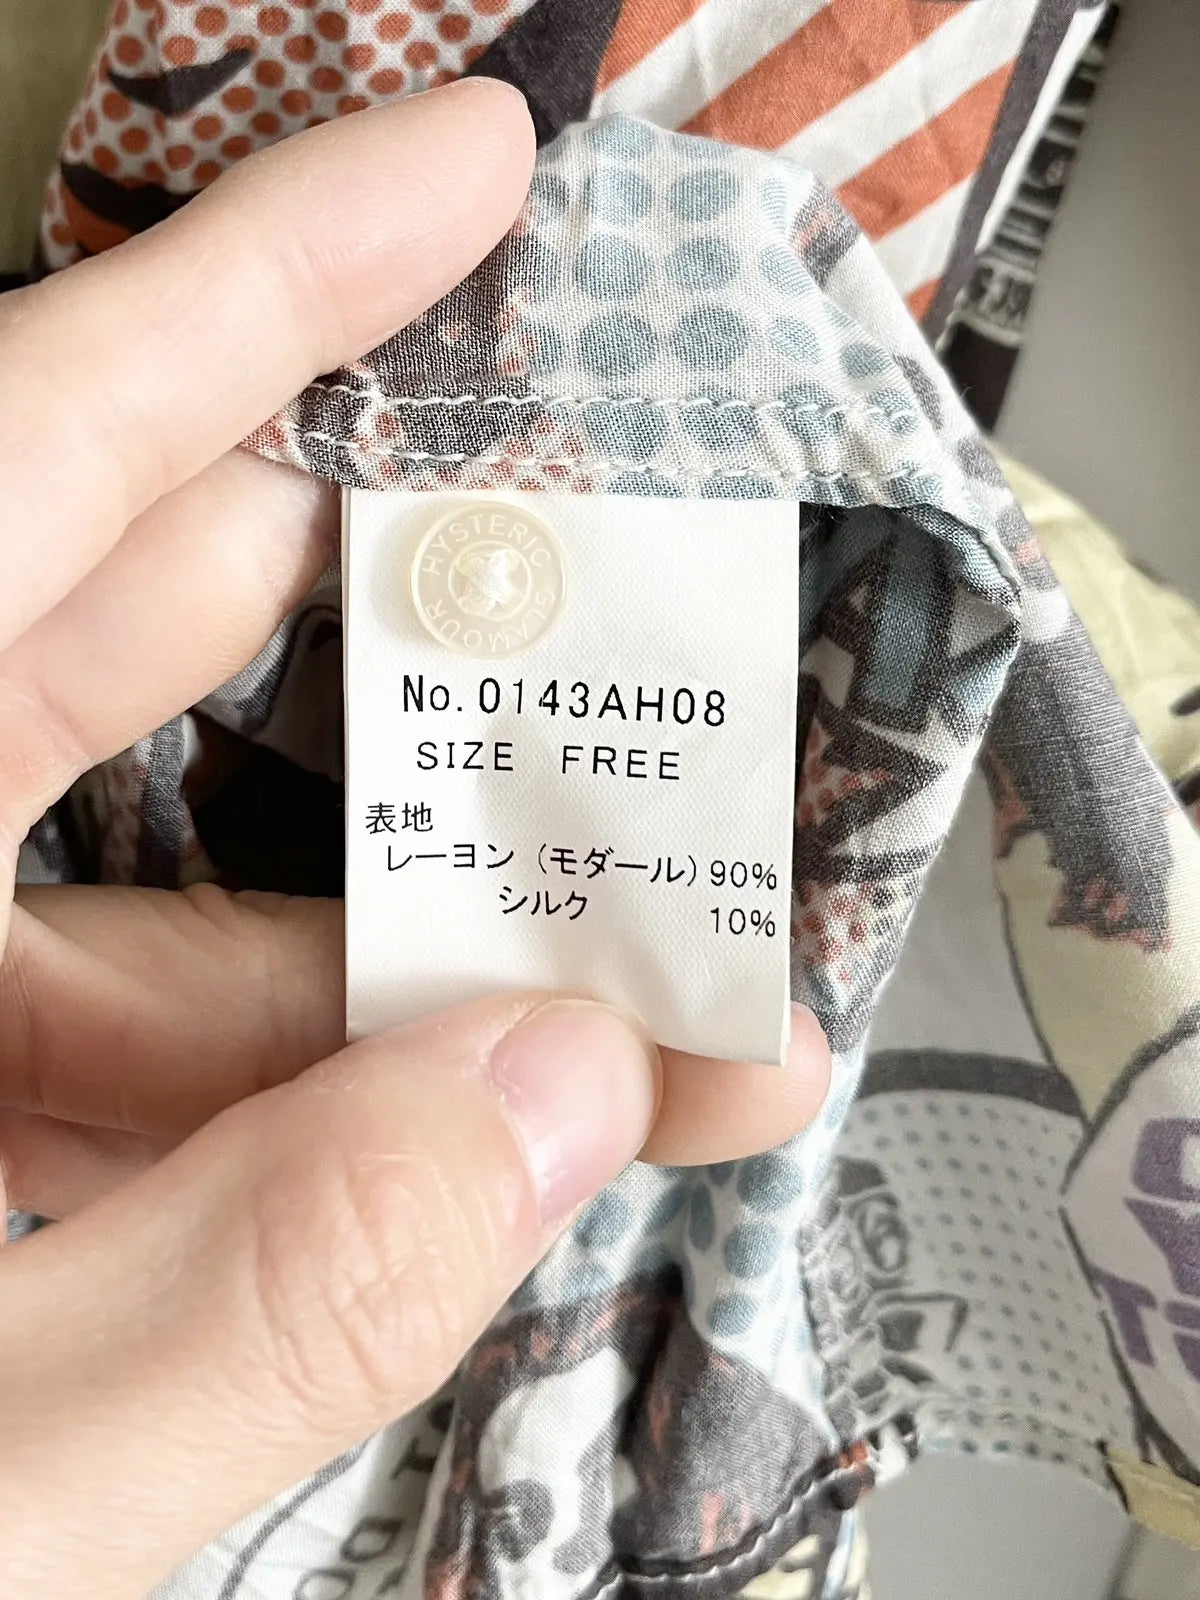 HYSTERIC GLAMOUR
No. 0143AH08
SIZE FREE
表地
レーヨン (モダール) 90%
シルク 10%